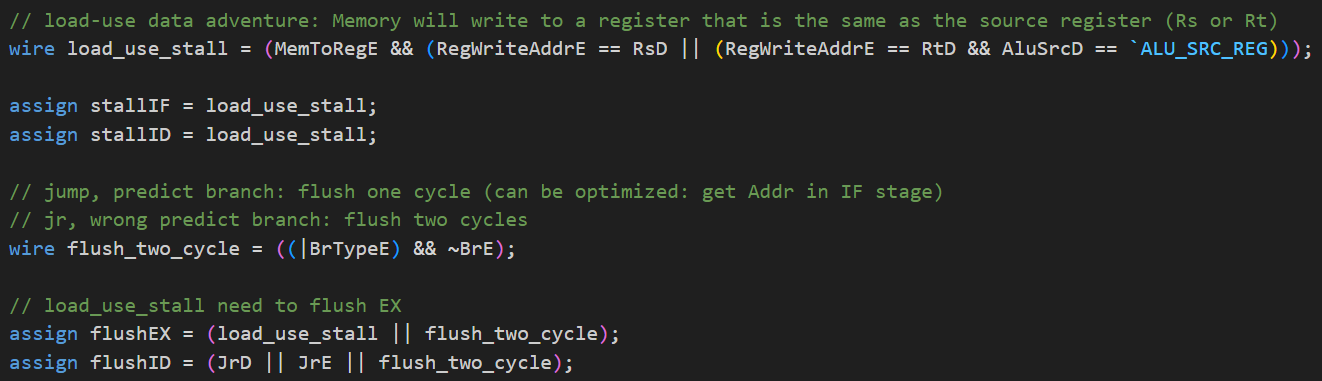 // load-use data adventure: Memory will write to a register that is the same as the source register (Rs or Rt)
wire load_use_stall = (MemToRegE && (RegWriteAddrE == RsD || (RegWriteAddrE == RtD && AluSrcD == `ALU_SRC_REG)));
assign stallIF = load_use_stall;
assign stallID = load_use_stall;
// jump, predict branch: flush one cycle (can be optimized: get Addr in IF stage)
// jr, wrong predict branch: flush two cycles
wire flush_two_cycle = ((|BrTypeE) && ~BrE);
// load_use_stall need to flush EX
assign flushEX = (load_use_stall || flush_two_cycle);
assign flushID = (JrD || JrE || flush_two_cycle);